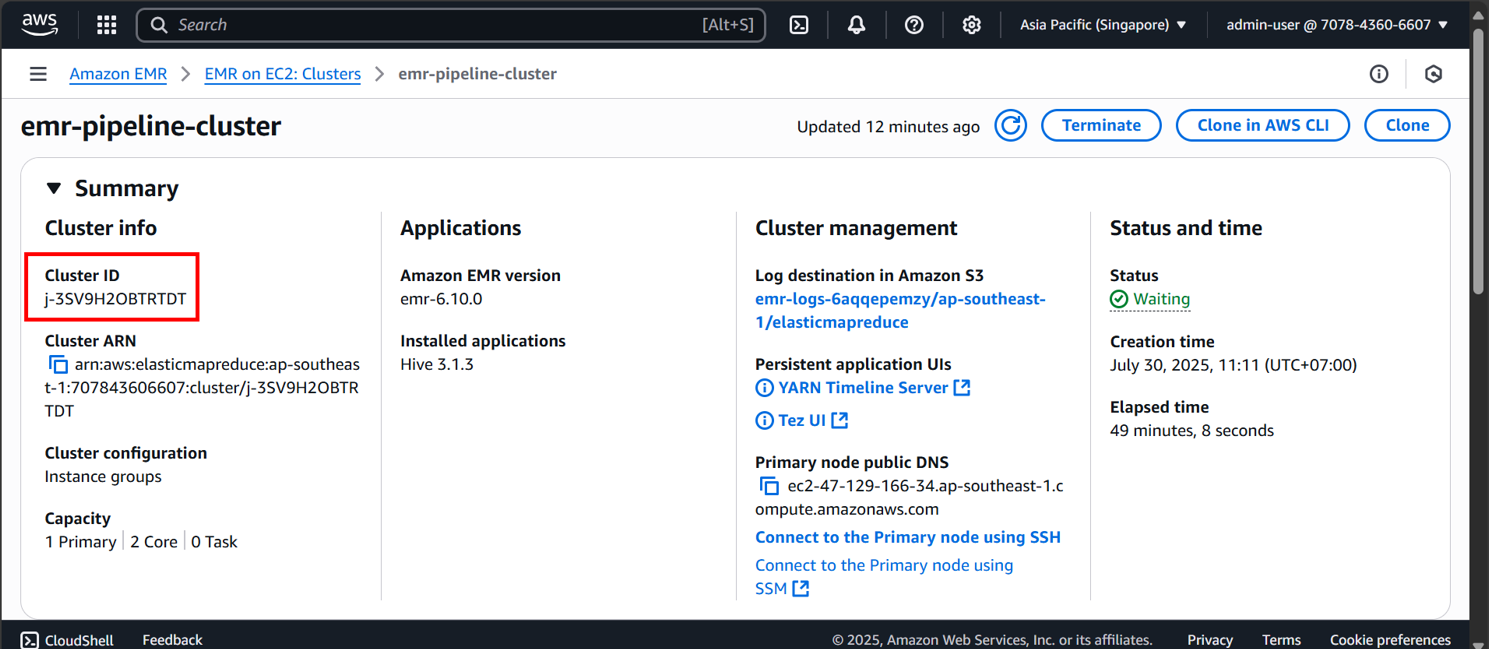 aws
Search
[Alt+S]
Asia Pacific (Singapore)
admin-user @ 7078-4360-6607
Amazon EMR
EMR on EC2: Clusters
emr-pipeline-cluster
emr-pipeline-cluster
Updated 12 minutes ago
Terminate
Clone in AWS CLI
Clone
Summary
Cluster info
Cluster ID
j-3SV9H2OBTRTDT
Cluster ARN
arn:aws:elasticmapreduce:ap-southeas
t-1:707843606607:cluster/j-3SV9H2OBTR
TDT
Cluster configuration
Instance groups
Capacity
1 Primary
2 Core
0 Task
Applications
Amazon EMR version
emr-6.10.0
Installed applications
Hive 3.1.3
Cluster management
Log destination in Amazon S3
emr-logs-6aqqepemzy/ap-southeast-
1/elasticmapreduce
Persistent application UIs
YARN Timeline Server
Tez UI
Primary node public DNS
ec2-47-129-166-34.ap-southeast-1.c
ompute.amazonaws.com
Connect to the Primary node using SSH
Connect to the Primary node using
SSM
Status and time
Status
Waiting
Creation time
July 30, 2025, 11:11 (UTC+07:00)
Elapsed time
49 minutes, 8 seconds
CloudShell
Feedback
© 2025, Amazon Web Services, Inc. or its affiliates.
Privacy
Terms
Cookie preferences